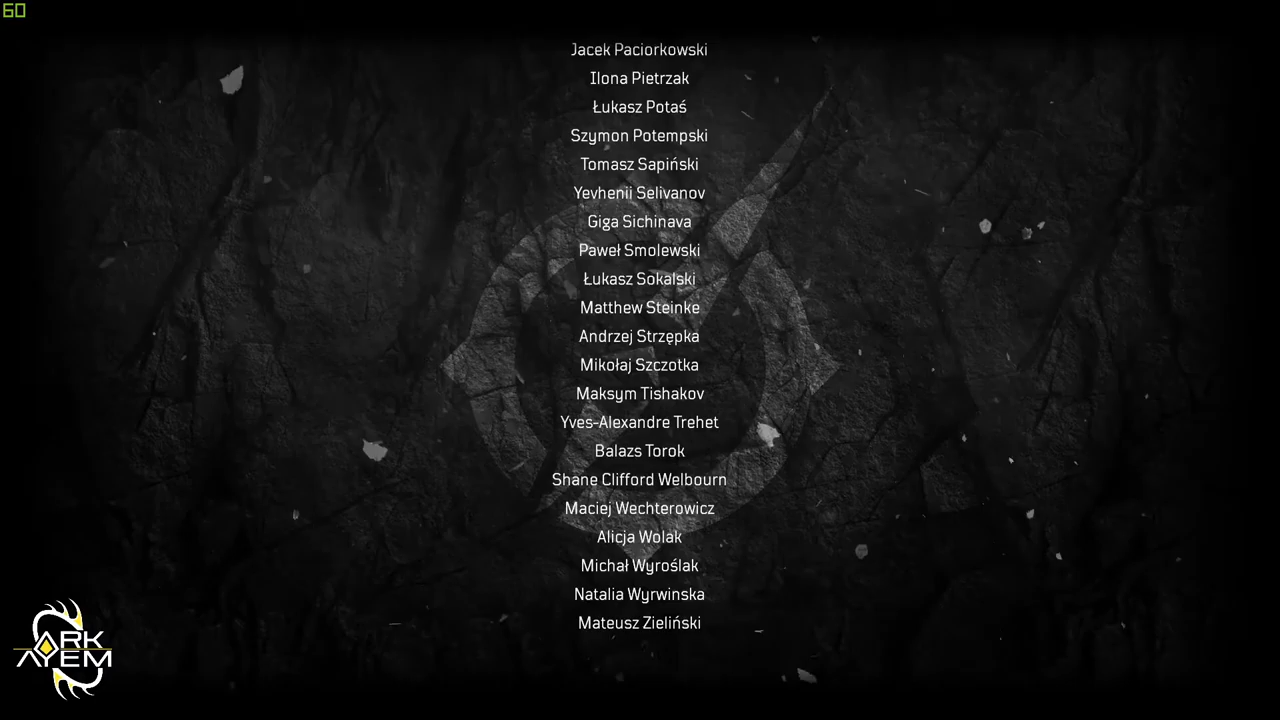 60
Jacek Paciorkowski
Ilona Pietrzak
Łukasz Potaś
Szymon Potempski
Tomasz Sapiński
Yevhenii Selivanov
Giga Sichinava
Paweł Smolewski
Łukasz Sokalski
Matthew Steinke
Andrzej Strzępka
Mikołaj Szczotka
Maksym Tishakov
Yves-Alexandre Trehet
Balazs Torok
Shane Clifford Welbourn
Maciej Wechterowicz
Alicja Wolak
Michał Wyroślak
Natalia Wyrwinska
Mateusz Zieliński
ARK
AYEM